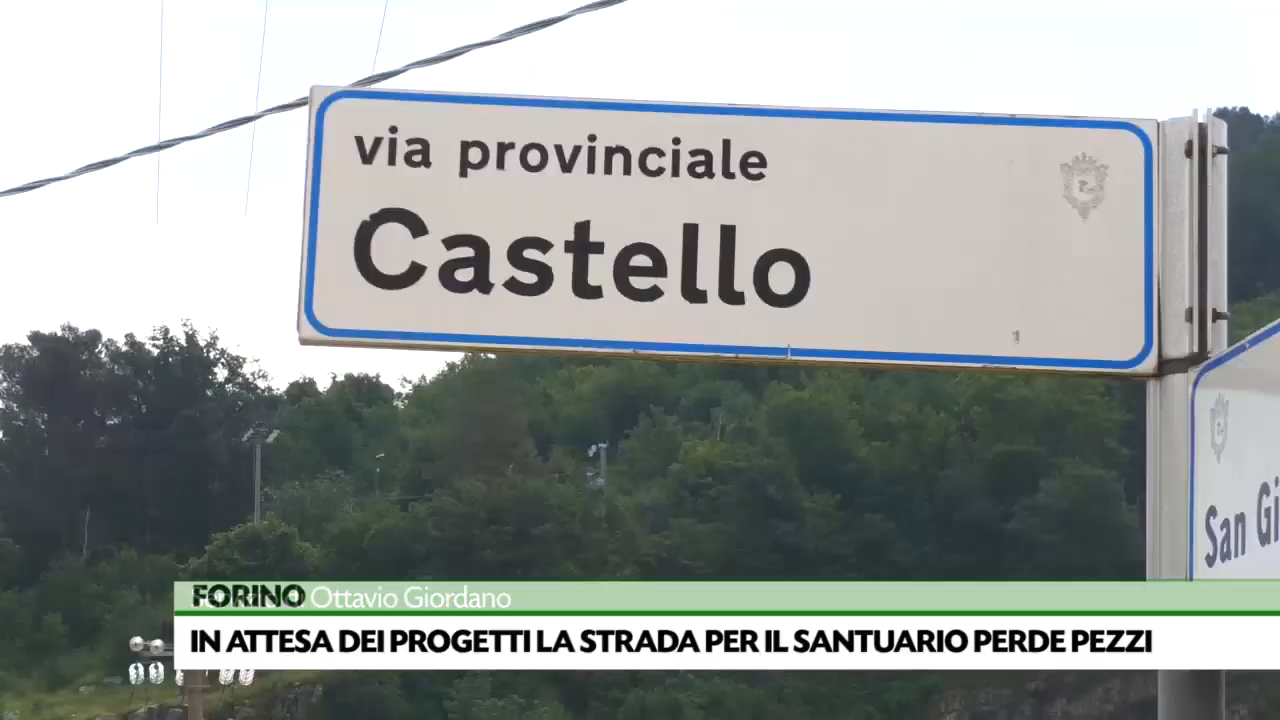 via provinciale
Castello
San Gi
FORINO
Ottavio Giordano
IN ATTESA DEI PROGETTI LA STRADA PER IL SANTUARIO PERDE PEZZI